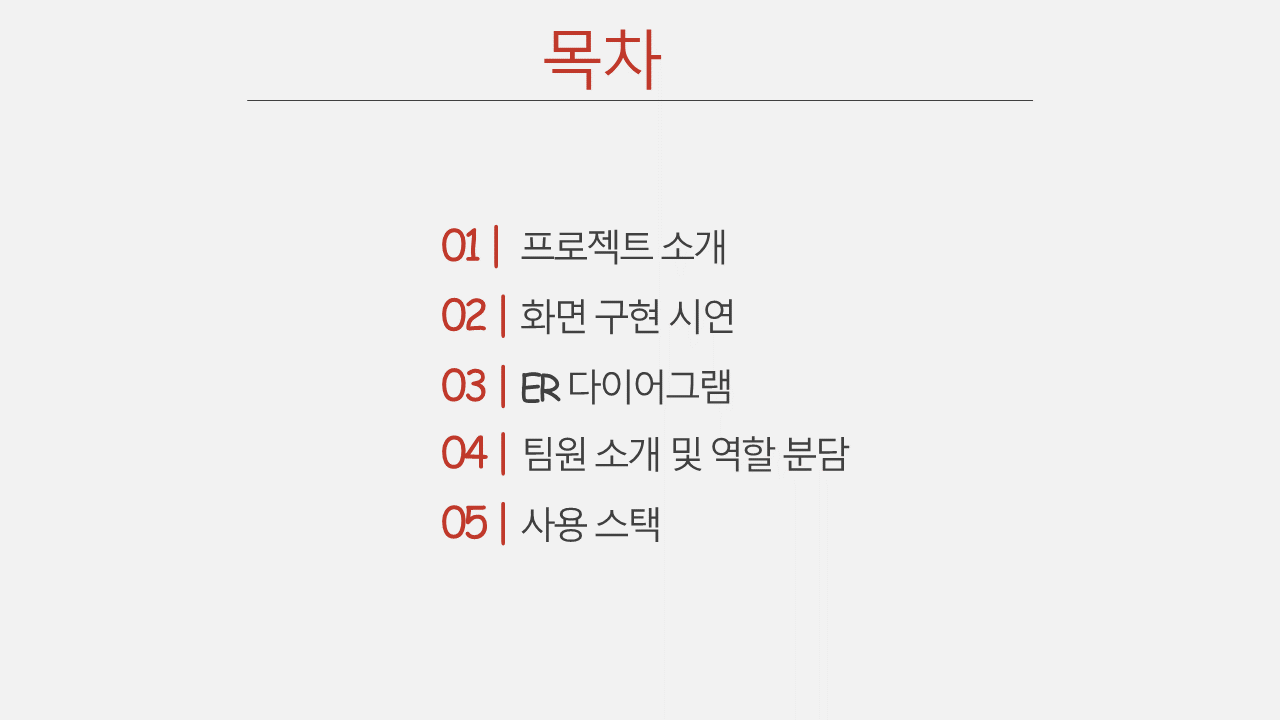 목차
01 | 프로젝트 소개
02 | 화면 구현 시연
03 | ER 다이어그램
04 | 팀원 소개 및 역할 분담
05 | 사용 스택